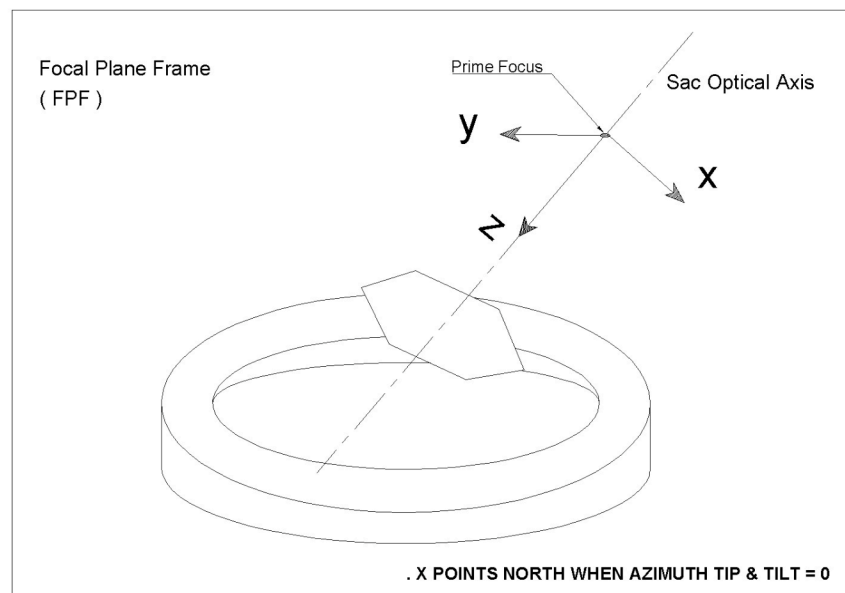 Focal Plane Frame
( FPF )
Prime Focus
Sac Optical Axis
y
x
z
. X POINTS NORTH WHEN AZIMUTH TIP & TILT = 0